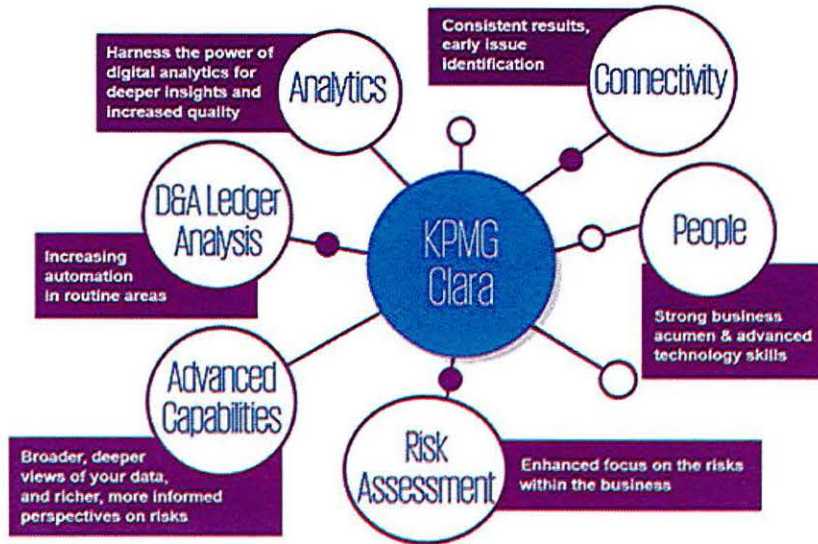 Harness the power of
digital analytics for
deeper insights and
increased quality
Analytics
Consistent results,
early issue
identification
Connectivity
D&A Ledger
Analysis
Increasing
automation
in routine areas
KPMG
Clara
People
Strong business
acumen & advanced
technology skills
Advanced
Capabilities
Broader, deeper
views of your data,
and richer, more informed
perspectives on risks
Risk
Assessment
Enhanced focus on the risks
within the business